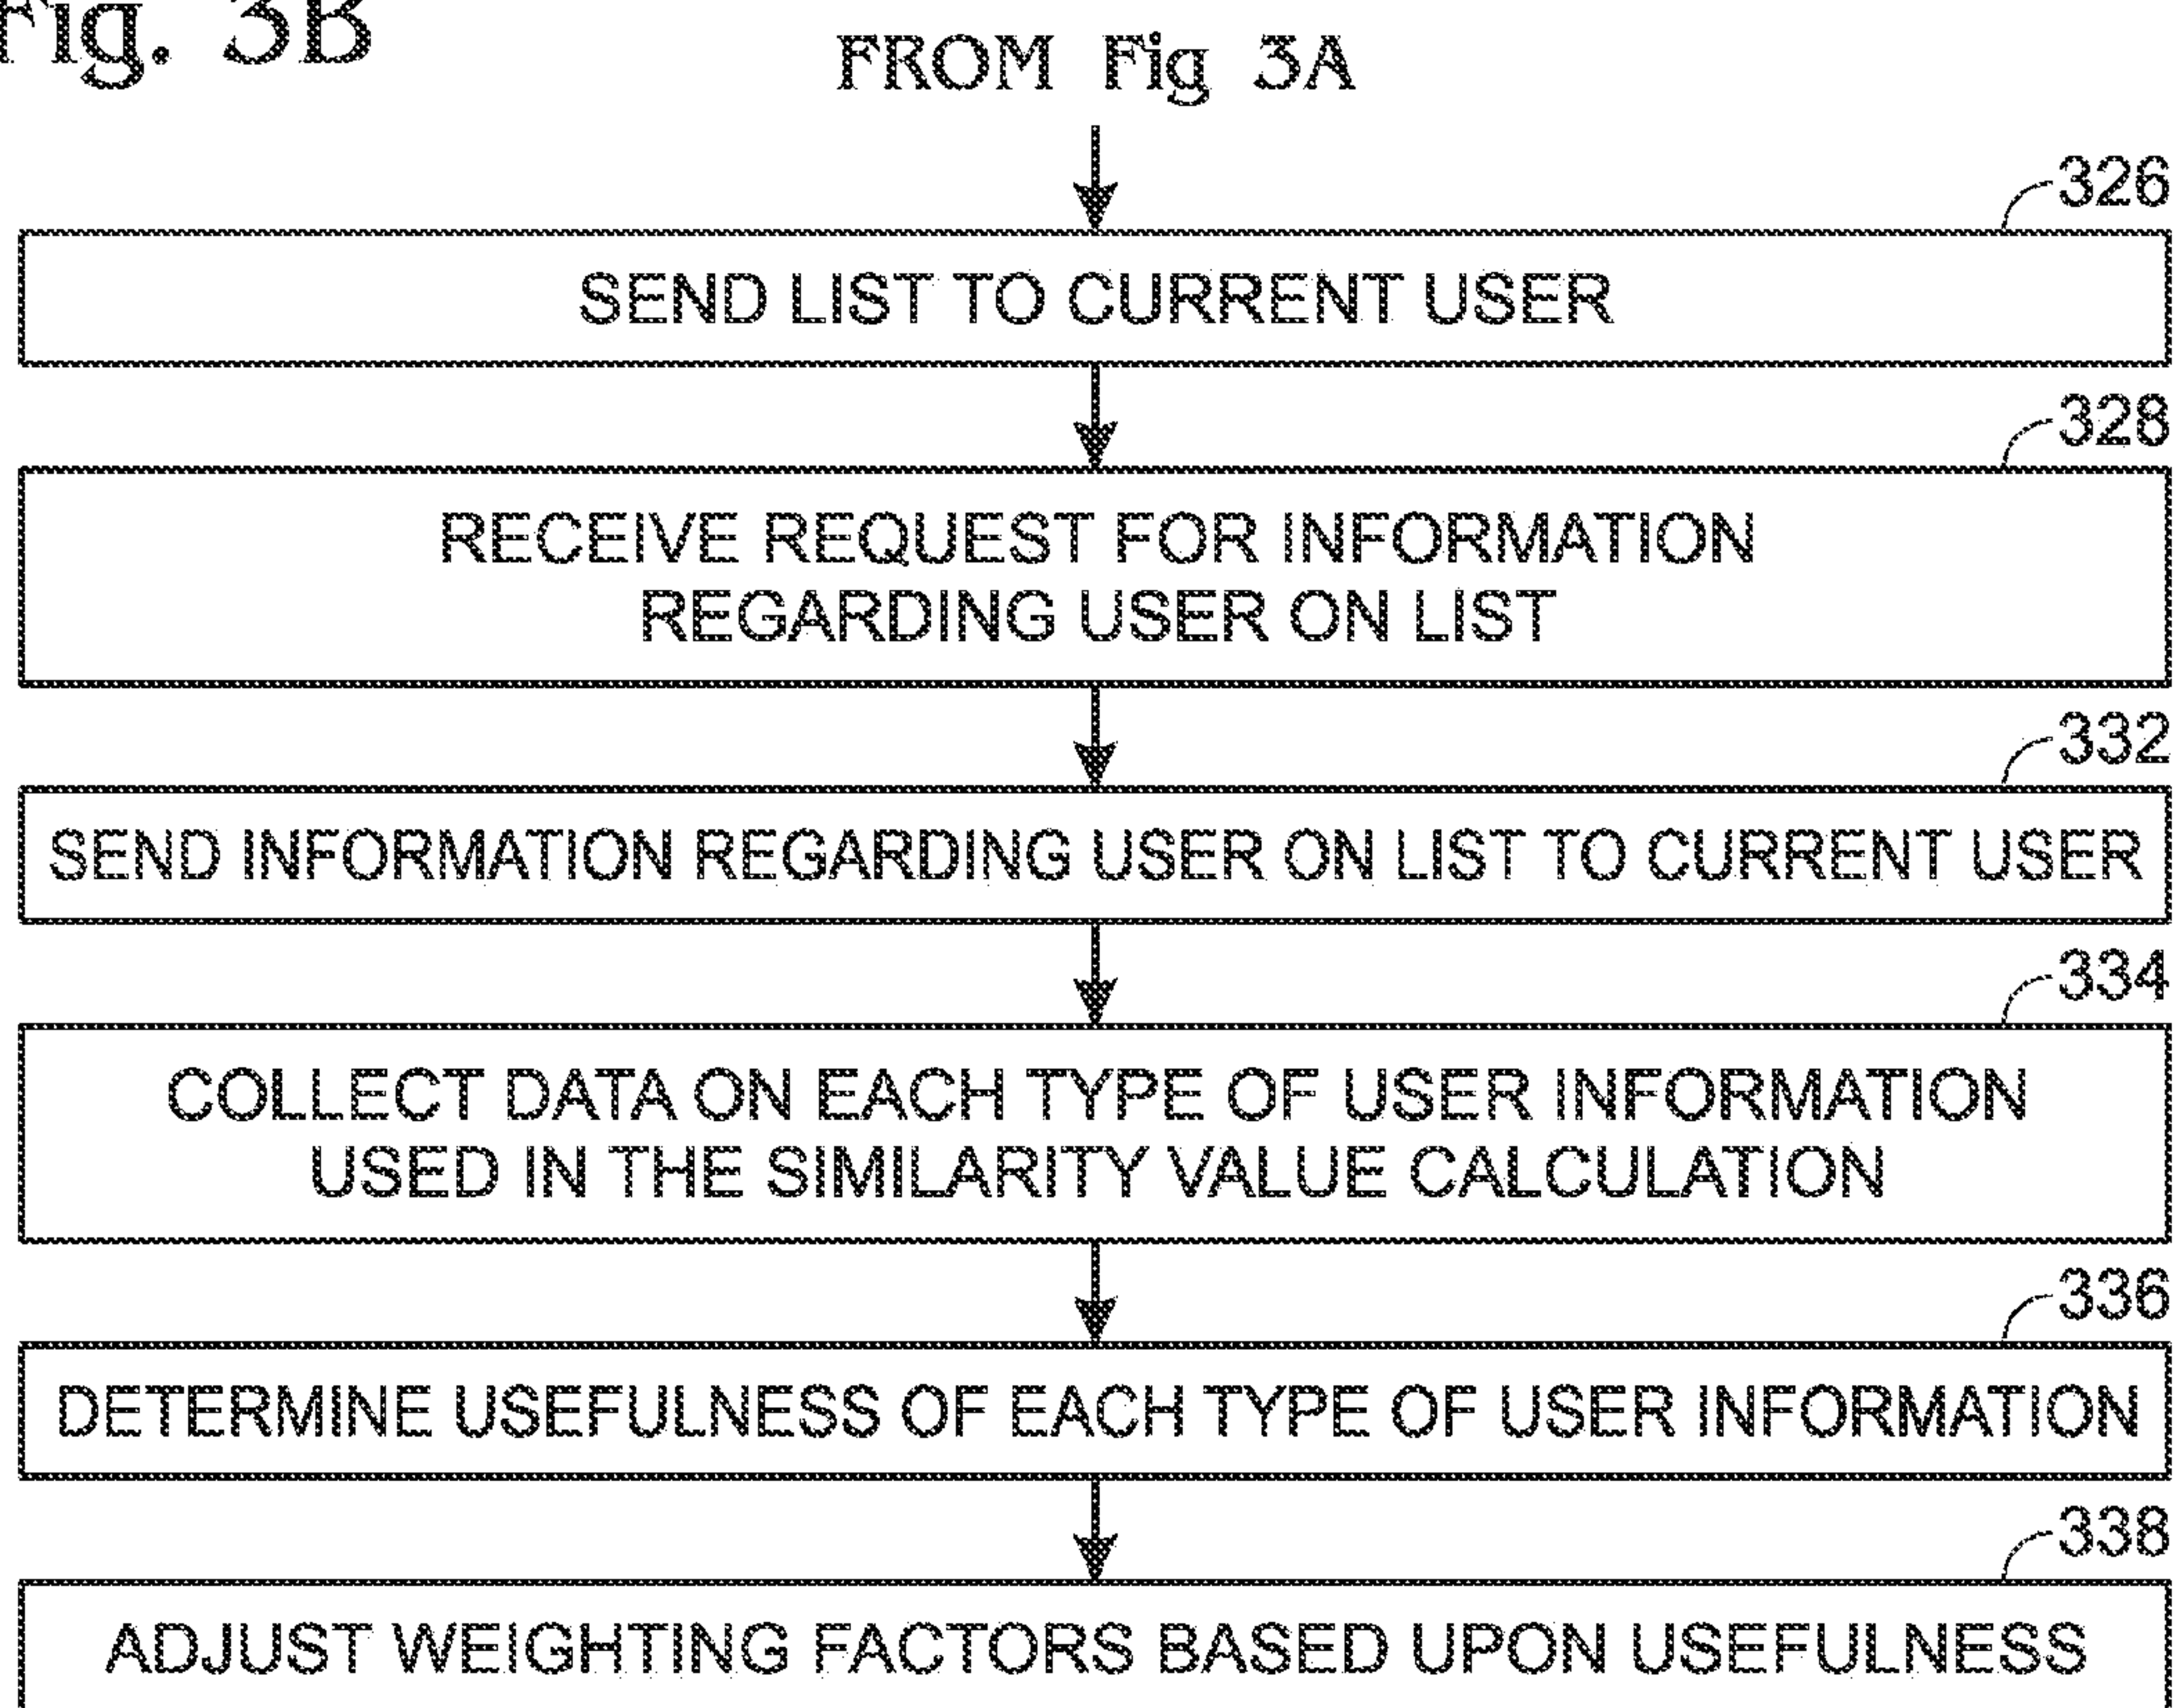 Fig. 3B
FROM Fig 3A
326
SEND LIST TO CURRENT USER
328
RECEIVE REQUEST FOR INFORMATION
REGARDING USER ON LIST
332
SEND INFORMATION REGARDING USER ON LIST TO CURRENT USER
334
COLLECT DATA ON EACH TYPE OF USER INFORMATION
USED IN THE SIMILARITY VALUE CALCULATION
336
DETERMINE USEFULNESS OF EACH TYPE OF USER INFORMATION
338
ADJUST WEIGHTING FACTORS BASED UPON USEFULNESS